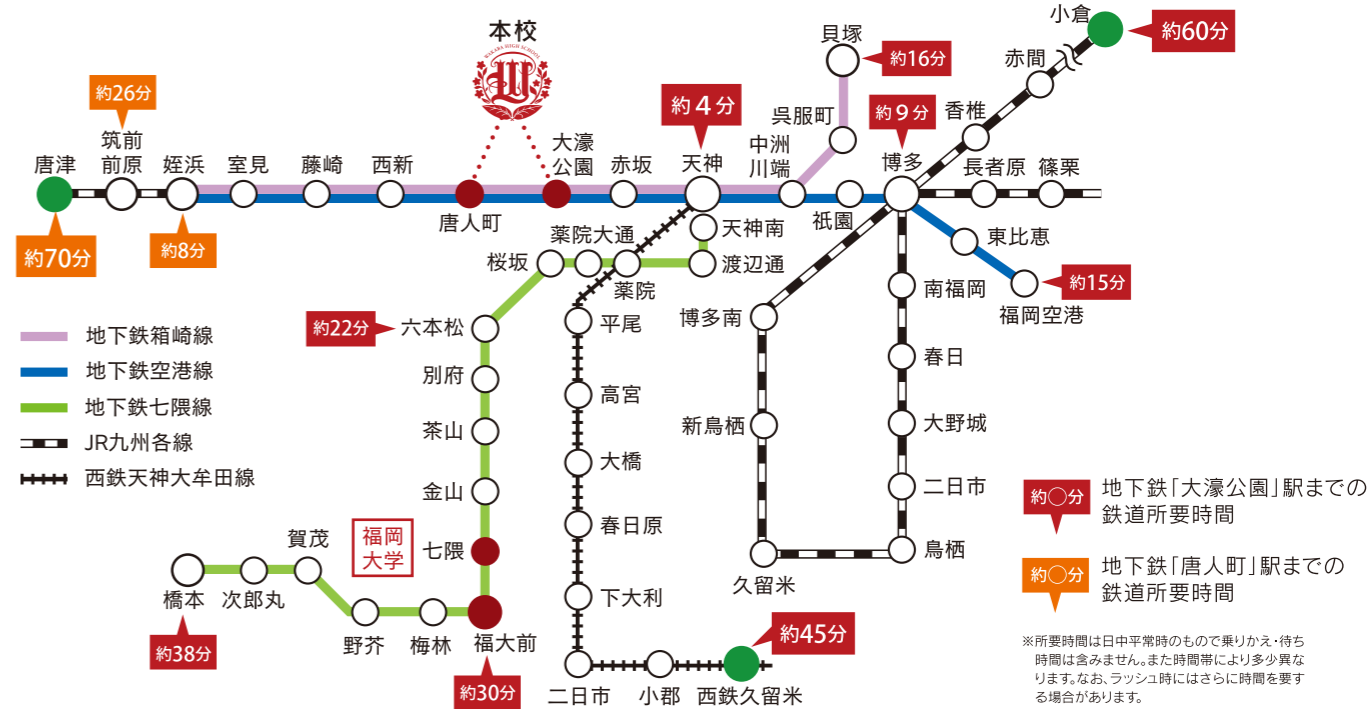 本校
WAKABA HIGH SCHOOL
小倉
約60分
貝塚
約16分
赤間
約26分
約4分
呉服町
約9分
香椎
筑前
前原
大濠
公園
中洲
川端
唐津
姪浜
室見
藤崎
西新
赤坂
天神
博多
長者原
篠栗
唐人町
祇園
約70分
約8分
薬院大通
天神南
東比恵
桜坂
渡辺通
薬院
南福岡
約15分
福岡空港
地下鉄箱崎線
地下鉄空港線
地下鉄七隈線
JR九州各線
西鉄天神大牟田線
約22分
六本松
平尾
博多南
別府
高宮
春日
茶山
新鳥栖
大野城
大橋
金山
二日市
春日原
福岡
大学
七隈
鳥栖
賀茂
久留米
橋本
次郎丸
下大利
野芥
梅林
福大前
約38分
約30分
約45分
二日市
小郡
西鉄久留米
約○分
地下鉄「大濠公園」駅までの
鉄道所要時間
約○分
地下鉄「唐人町」駅までの
鉄道所要時間
※所要時間は日中平常時のもので乗りかえ・待ち
時間は含みません。また時間帯により多少異な
ります。なお、ラッシュ時にはさらに時間を要す
る場合があります。